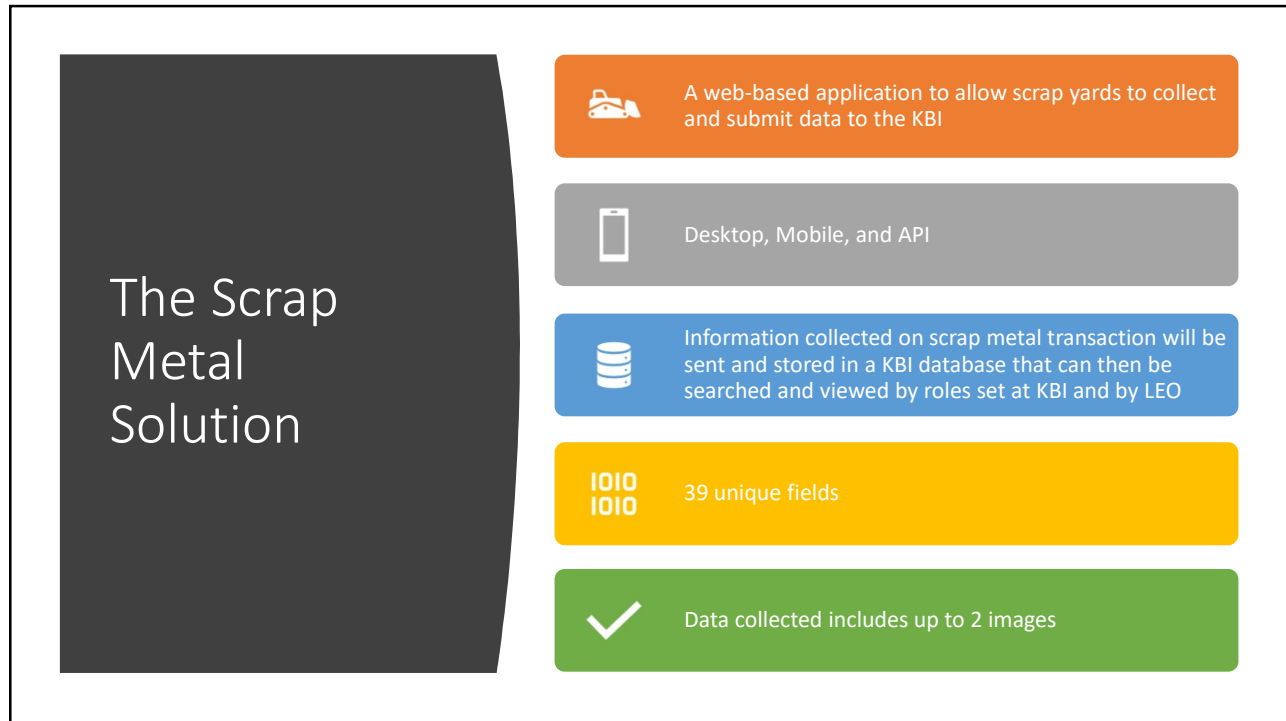 The Scrap
Metal
Solution
A web-based application to allow scrap yards to collect
and submit data to the KBI
Desktop, Mobile, and API
Information collected on scrap metal transaction will be
sent and stored in a KBI database that can then be
searched and viewed by roles set at KBI and by LEO
1010
1010
39 unique fields
Data collected includes up to 2 images